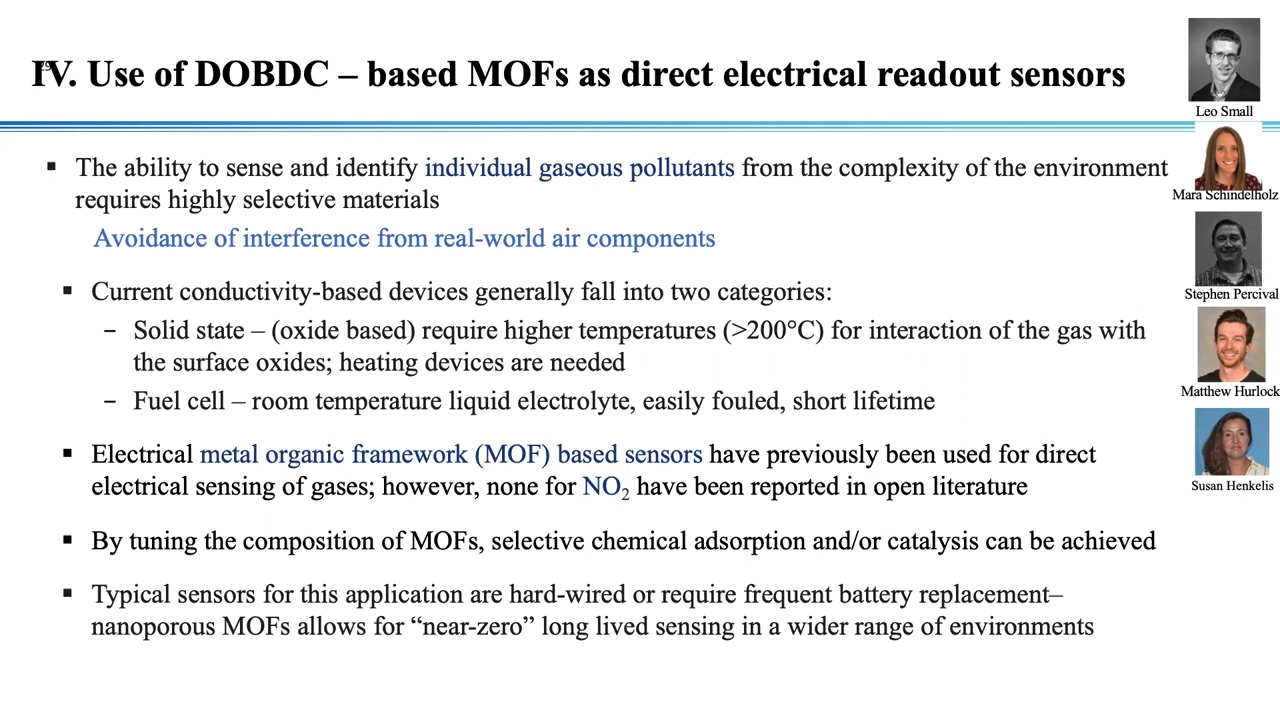 IV. Use of DOBDC – based MOFs as direct electrical readout sensors
Leo Small
Mara Schindelholz
Stephen Percival
Matthew Hurlock
Susan Henkelis
▪ The ability to sense and identify individual gaseous pollutants from the complexity of the environment
requires highly selective materials
Avoidance of interference from real-world air components
▪ Current conductivity-based devices generally fall into two categories:
– Solid state – (oxide based) require higher temperatures (>200°C) for interaction of the gas with
the surface oxides; heating devices are needed
– Fuel cell – room temperature liquid electrolyte, easily fouled, short lifetime
▪ Electrical metal organic framework (MOF) based sensors have previously been used for direct
electrical sensing of gases; however, none for NO₂ have been reported in open literature
▪ By tuning the composition of MOFs, selective chemical adsorption and/or catalysis can be achieved
▪ Typical sensors for this application are hard-wired or require frequent battery replacement–
nanoporous MOFs allows for “near-zero” long lived sensing in a wider range of environments